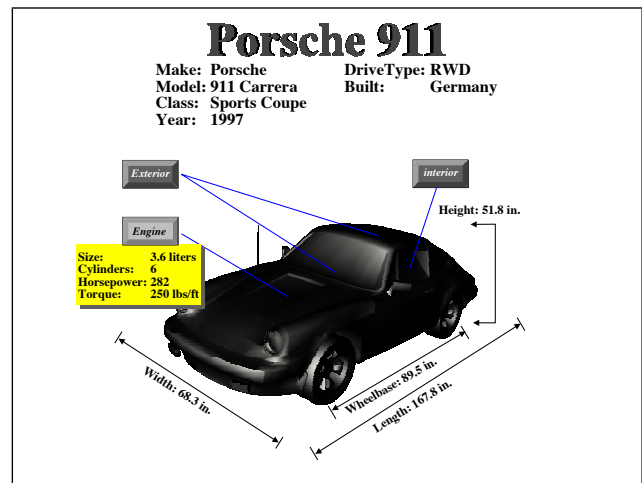 Porsche 911
Make: Porsche DriveType: RWD
Model: 911 Carrera Built: Germany
Class: Sports Coupe
Year: 1997
Exterior
interior
Height: 51.8 in.
Engine
Size: 3.6 liters
Cylinders: 6
Horsepower: 282
Torque: 250 lbs/ft
Width: 68.3 in.
Wheelbase: 89.5 in.
Length: 167.8 in.